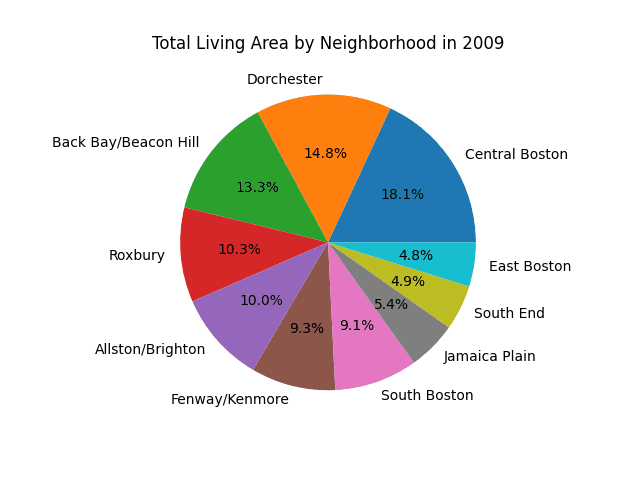 Total Living Area by Neighborhood in 2009
Dorchester
Back Bay/Beacon Hill
Central Boston
14.8%
13.3%
18.1%
Roxbury
10.3%
4.8%
East Boston
4.9%
10.0%
5.4%
South End
9.3%
9.1%
Allston/Brighton
Jamaica Plain
Fenway/Kenmore
South Boston